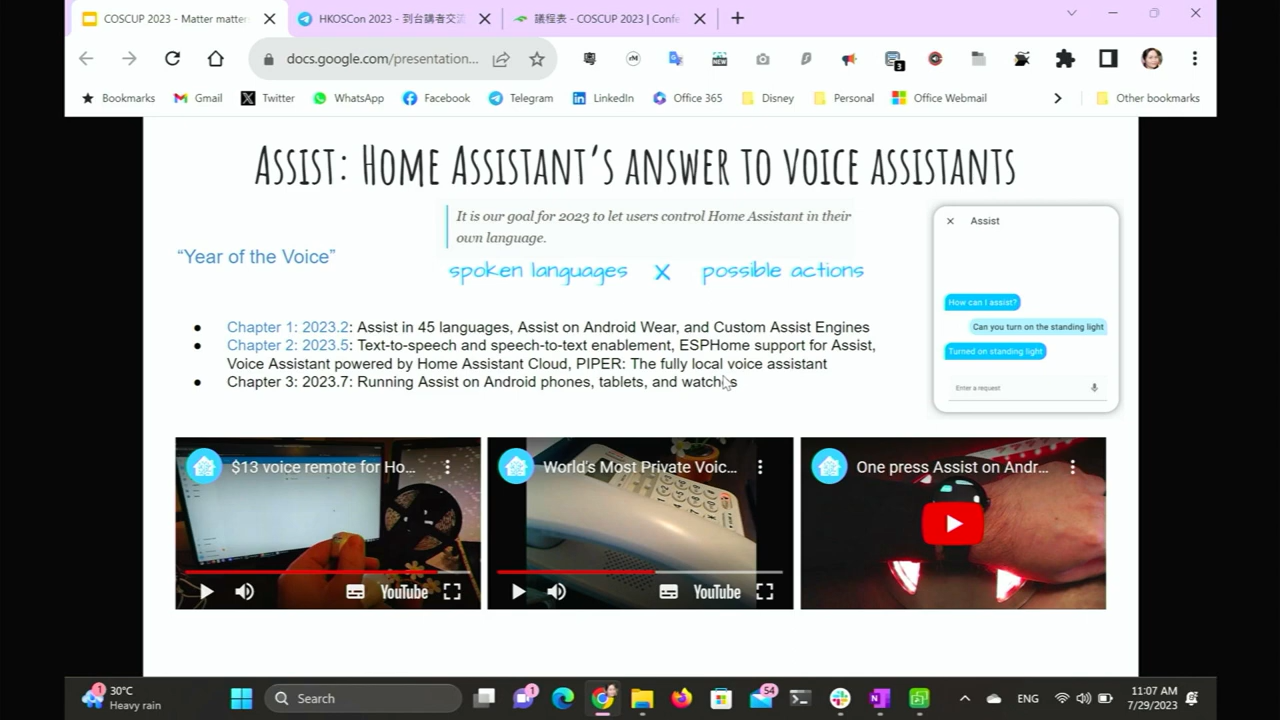 COSCUP 2023 - Matter matter
HKOSCon 2023 - 到台講者交流
議程表 - COSCUP 2023 | Confe
docs.google.com/presentation...
NEW
3
Bookmarks
Gmail
Twitter
WhatsApp
Facebook
Telegram
LinkedIn
Office 365
Disney
Personal
Office Webmail
Other bookmarks
ASSIST: HOME ASSISTANT'S ANSWER TO VOICE ASSISTANTS
It is our goal for 2023 to let users control Home Assistant in their
own language.
"Year of the Voice"
spoken languages X possible actions
Assist
How can I assist?
Can you turn on the standing light
Turned on standing light
Enter a request
• Chapter 1: 2023.2: Assist in 45 languages, Assist on Android Wear, and Custom Assist Engines
• Chapter 2: 2023.5: Text-to-speech and speech-to-text enablement, ESPHome support for Assist,
Voice Assistant powered by Home Assistant Cloud, PIPER: The fully local voice assistant
• Chapter 3: 2023.7: Running Assist on Android phones, tablets, and watches
$13 voice remote for Ho...
World's Most Private Voic...
One press Assist on Andr...
YouTube
YouTube
1
30°C
Heavy rain
Search
1
54
ENG
11:07 AM
7/29/2023